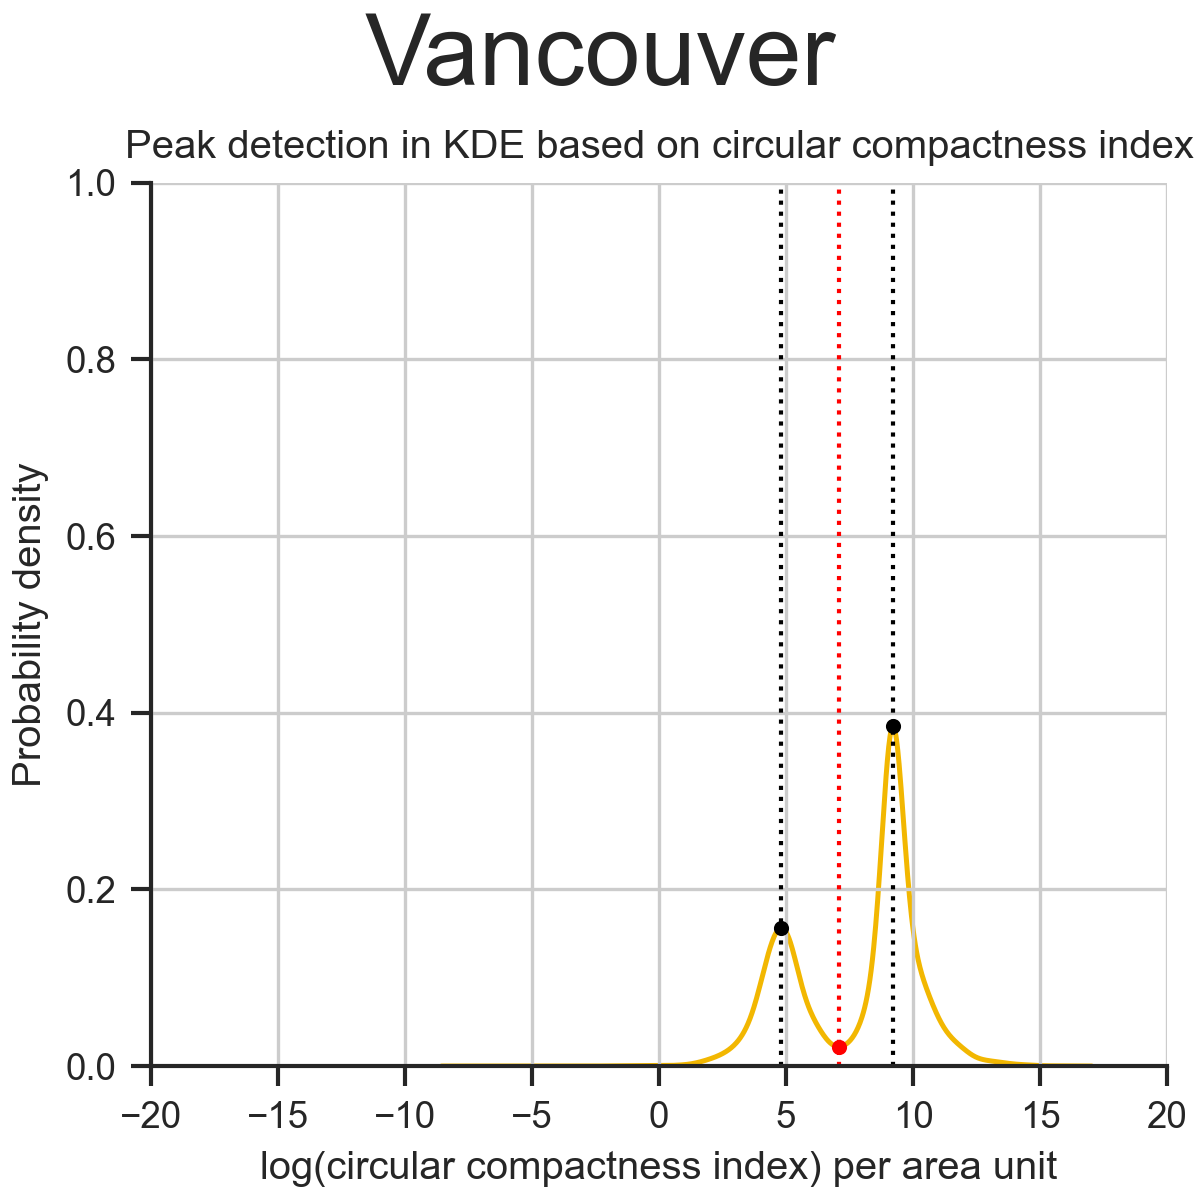 Vancouver
Peak detection in KDE based on circular compactness index
1.0
0.8
0.6
0.4
0.2
0.0
Probability density
−20 −15 −10 −5 0 5 10 15 20
log(circular compactness index) per area unit